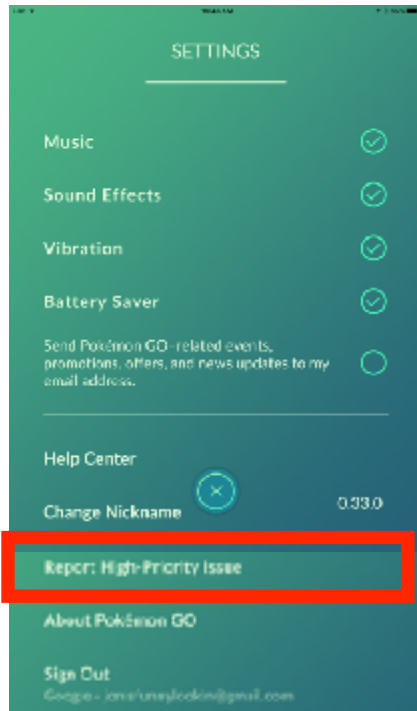 SETTINGS
Music
Sound Effects
Vibration
Battery Saver
Send Pokémon GO-related events,
promotions, offers, and news updates to my
email address.
Help Center
Change Nickname
0.33.0
Report High-Priority Issue
About Pokémon GO
Sign Out
Google -